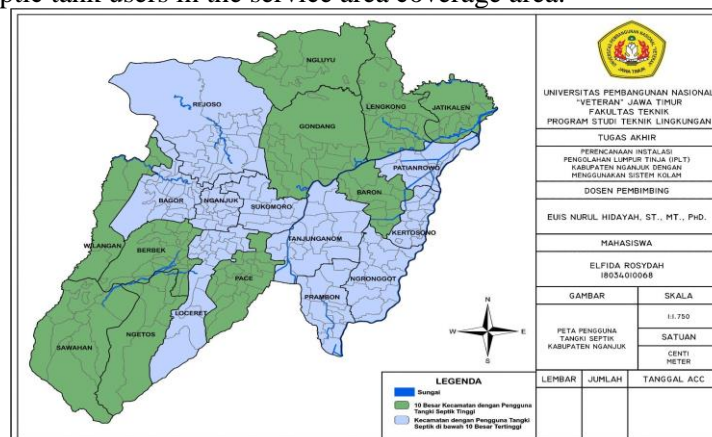 ptic tank users in the service area coverage area.
NGLUYU
REJOSO
LENGKONG
JATIKALEN
GONDANG
PATIANROWO
BARON
BAGOR
NGANJUK
SUKOMORO
KERTOSONO
WILANGAN
BERBEK
TANJUNGANOM
PACE
NGRONGGOT
LOCERET
PRAMBON
SAWAHAN
NGETOS
N
W
E
S
LEGENDA
Sungai
10 Besar Kecamatan dengan Pengguna
Tangki Septik Tinggi
Kecamatan dengan Pengguna Tangki
Septik di bawah 10 Besar Tertinggi
UNIVERSITAS PEMBANGUNAN NASIONAL
"VETERAN" JAWA TIMUR
FAKULTAS TEKNIK
PROGRAM STUDI TEKNIK LINGKUNGAN
TUGAS AKHIR
PERENCANAAN INSTALASI
PENGOLAHAN LUMPUR TINJA (IPLT)
KABUPATEN NGANJUK DENGAN
MENGGUNAKAN SISTEM KOLAM
DOSEN PEMBIMBING
EUIS NURUL HIDAYAH, ST., MT., PhD.
MAHASISWA
ELFIDA ROSYDAH
18034010068
GAMBAR
SKALA
PETA PENGGUNA
TANGKI SEPTIK
KABUPATEN NGANJUK
1:1.750
SATUAN
CENTI
METER
LEMBAR
JUMLAH
TANGGAL ACC